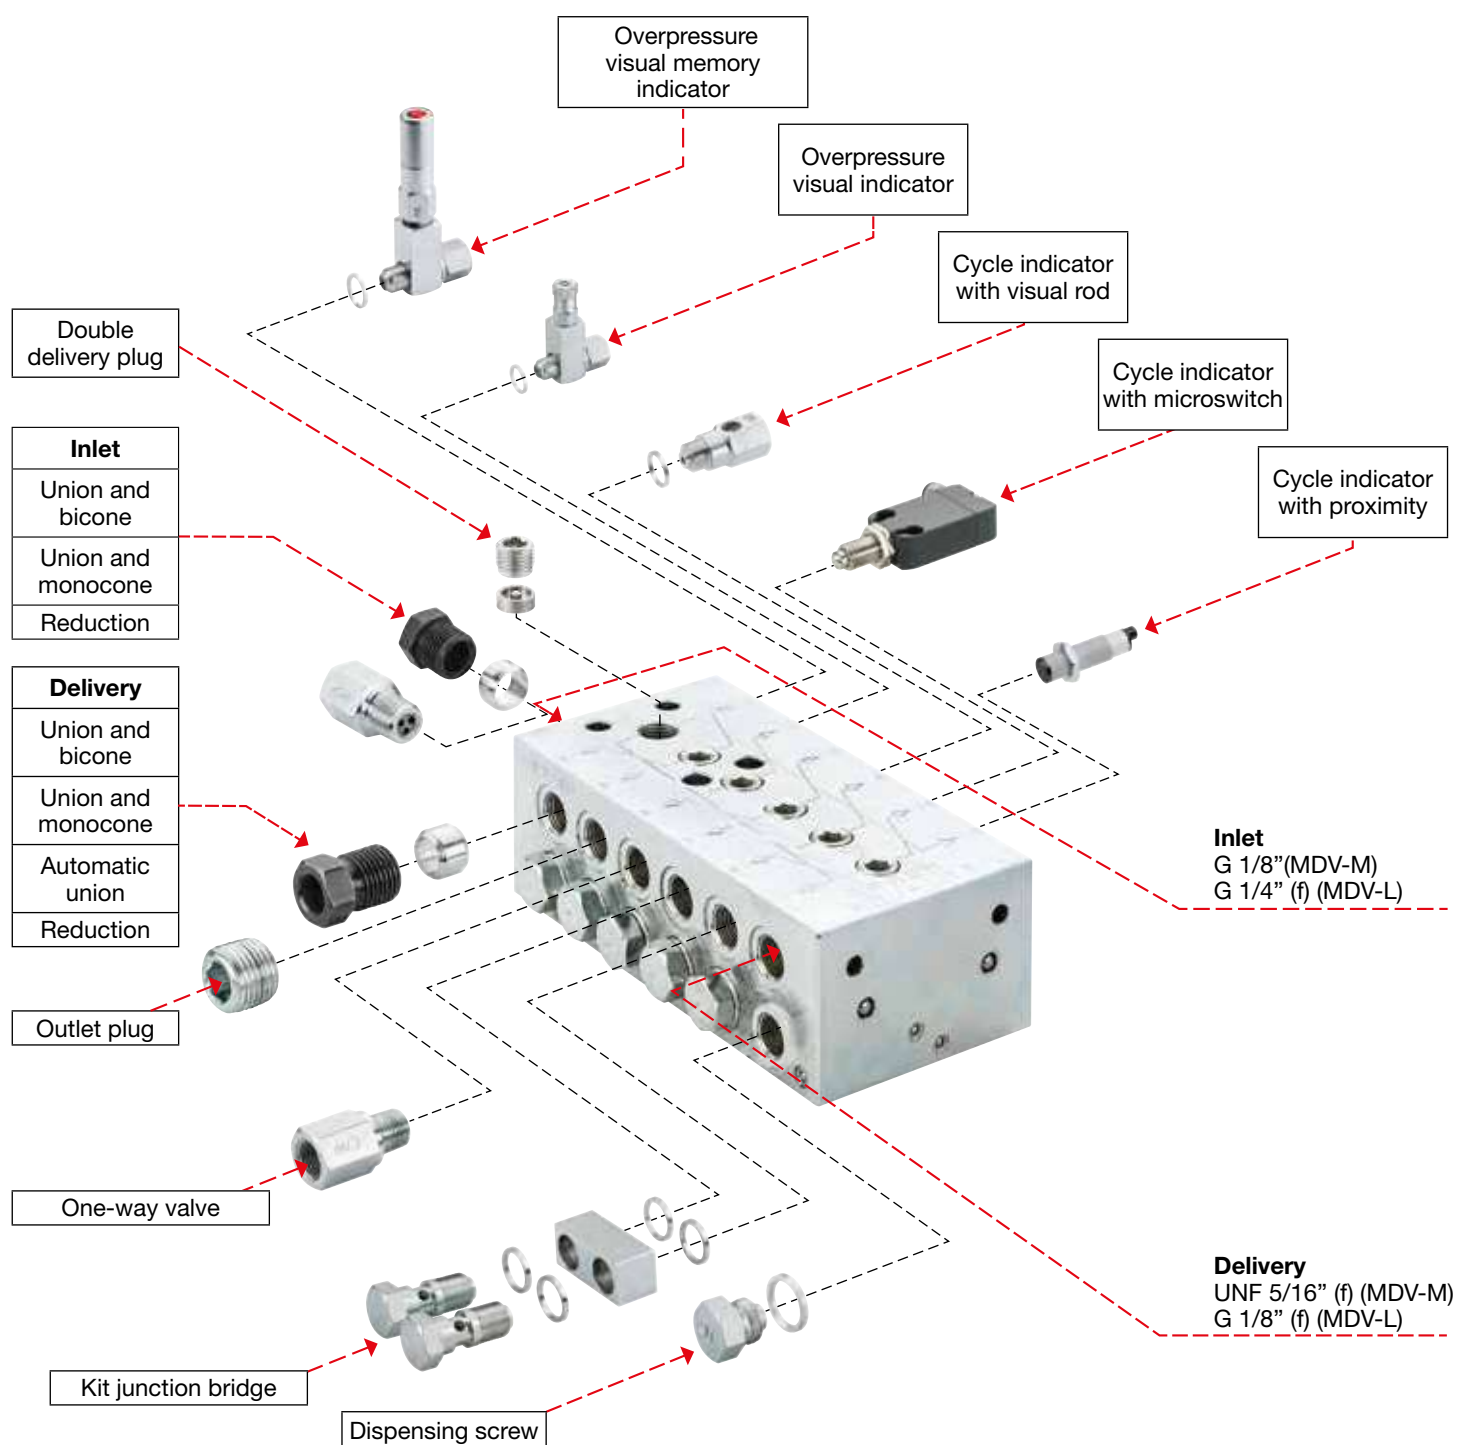 Overpressure
visual memory
indicator
Overpressure
visual indicator
Cycle indicator
with visual rod
Double
delivery plug
Cycle indicator
with microswitch
Inlet
Union and
bicone
Union and
monocone
Reduction
Cycle indicator
with proximity
Delivery
Union and
bicone
Union and
monocone
Automatic
union
Reduction
Inlet
G 1/8”(MDV-M)
G 1/4” (f) (MDV-L)
Outlet plug
One-way valve
Delivery
UNF 5/16” (f) (MDV-M)
G 1/8” (f) (MDV-L)
Kit junction bridge
Dispensing screw